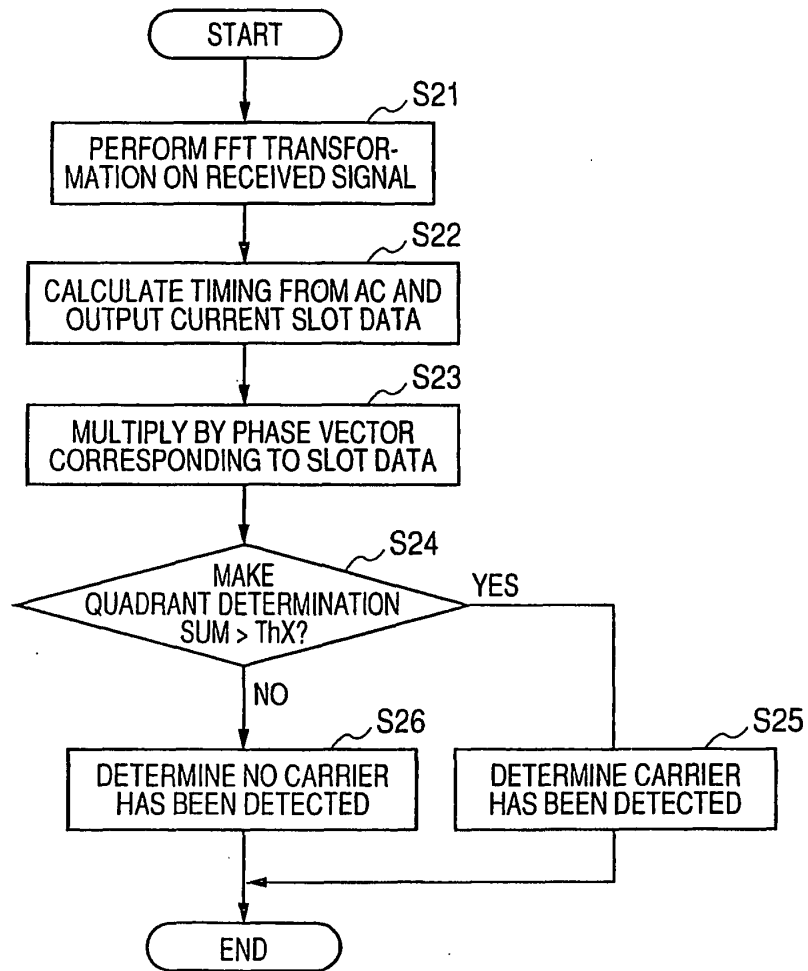 START
S21
PERFORM FFT TRANSFOR-
MATION ON RECEIVED SIGNAL
S22
CALCULATE TIMING FROM AC AND
OUTPUT CURRENT SLOT DATA
S23
MULTIPLY BY PHASE VECTOR
CORRESPONDING TO SLOT DATA
S24
MAKE
QUADRANT DETERMINATION
SUM > ThX?
YES
NO
S26
DETERMINE NO CARRIER
HAS BEEN DETECTED
S25
DETERMINE CARRIER
HAS BEEN DETECTED
END